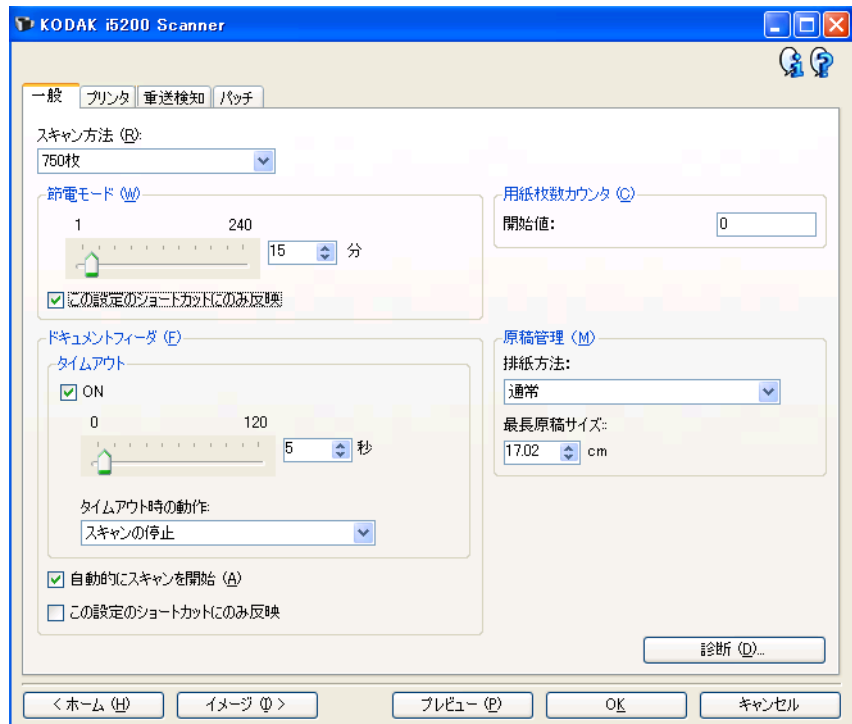 KODAK i5200 Scanner
一般 プリンタ 重送検知 パッチ
スキャン方法 (R):
750枚
節電モード (W)
1 240
15 分
この設定のショートカットにのみ反映
用紙枚数カウンタ (C)
開始値: 0
ドキュメントフィーダ (F)
タイムアウト
ON
0 120
5 秒
タイムアウト時の動作:
スキャンの停止
自動的にスキャンを開始 (A)
この設定のショートカットにのみ反映
原稿管理 (M)
排紙方法:
通常
最長原稿サイズ::
17.02 cm
診断 (D)...
< ホーム (H) イメージ (I) > プレビュー (P) OK キャンセル